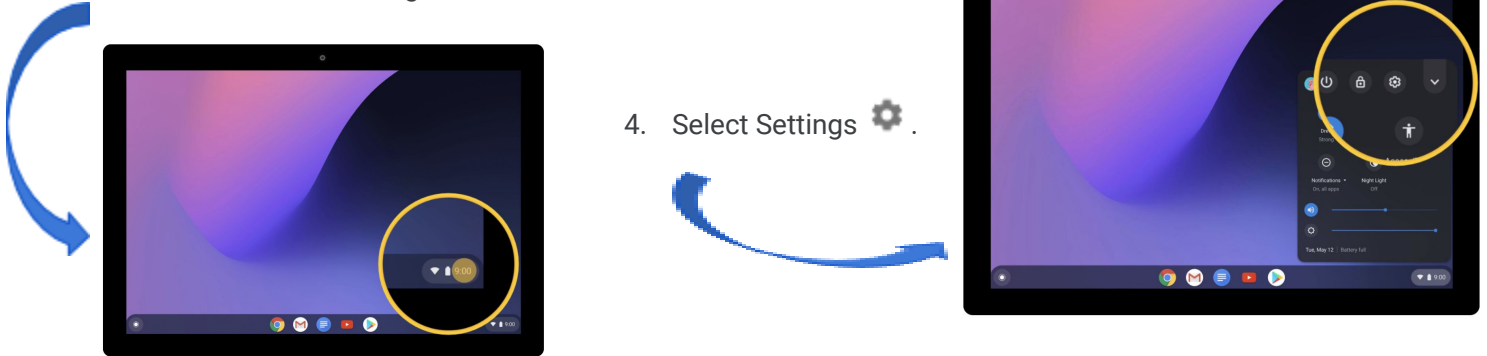 9:00
9:00
4. Select Settings .
Strong
Notifications
Night Light
On, all apps
Off
Tue, May 12 | Battery full
9:00